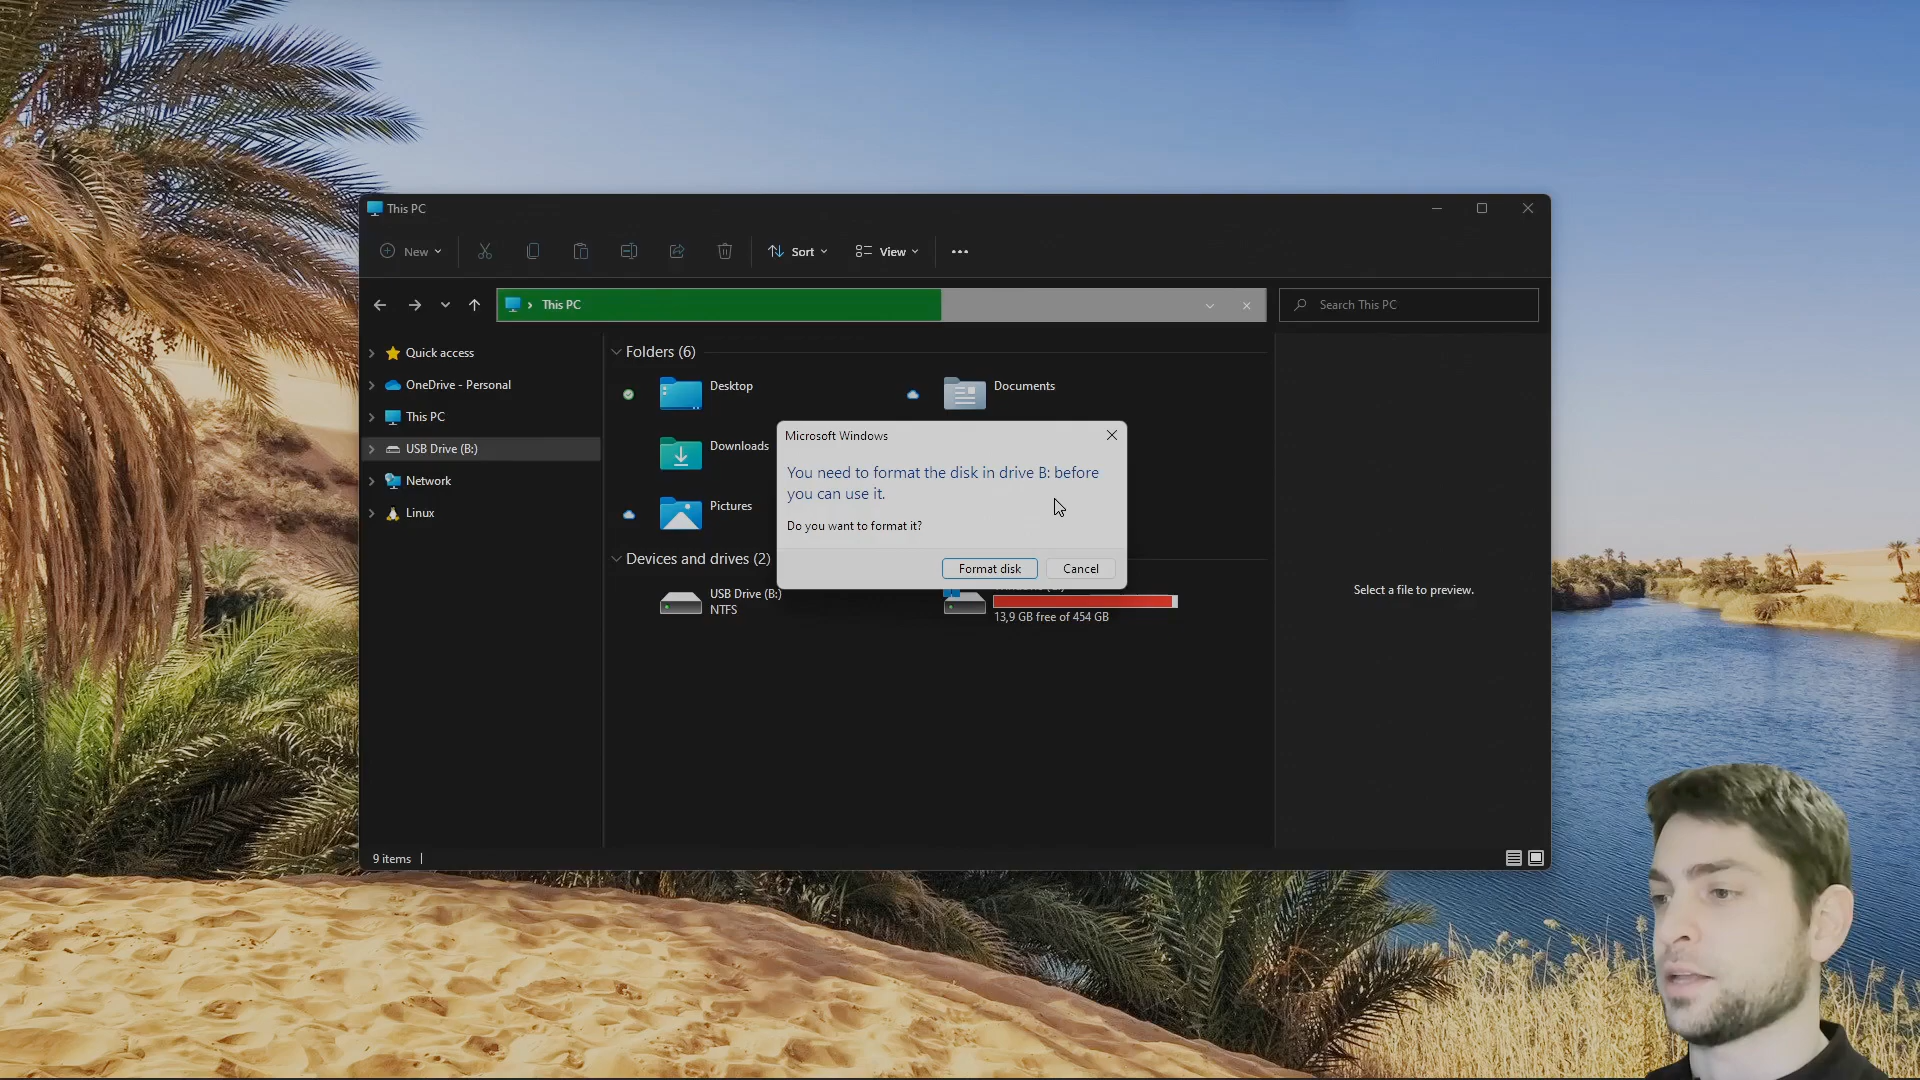 This PC
New
Sort
View
This PC
Search This PC
Quick access
OneDrive - Personal
This PC
USB Drive (B:)
Network
Linux
Folders (6)
Desktop
Documents
Downloads
Pictures
Microsoft Windows
You need to format the disk in drive B: before
you can use it.
Do you want to format it?
Format disk
Cancel
Devices and drives (2)
USB Drive (B:)
NTFS
13,9 GB free of 454 GB
Select a file to preview.
9 items